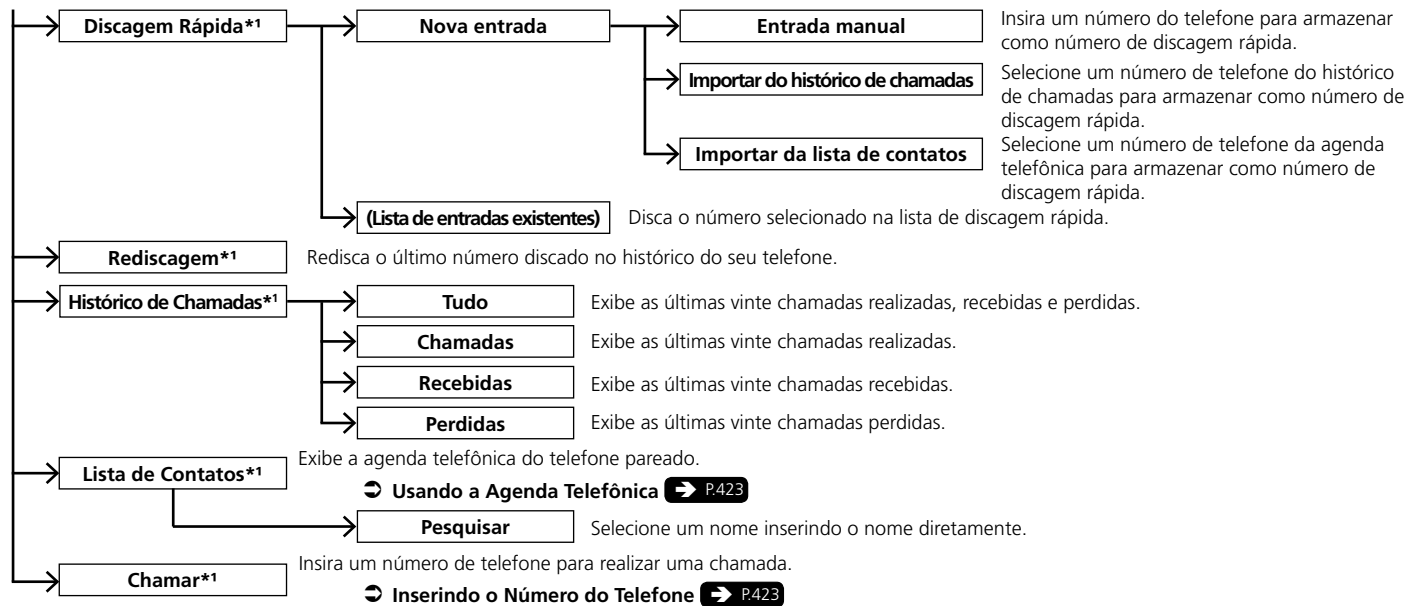 Discagem Rápida*¹
Nova entrada
Entrada manual
Insira um número do telefone para armazenar
como número de discagem rápida.
Importar do histórico de chamadas
Selecione um número de telefone do histórico
de chamadas para armazenar como número de
discagem rápida.
Importar da lista de contatos
Selecione um número de telefone da agenda
telefônica para armazenar como número de
discagem rápida.
(Lista de entradas existentes)
Disca o número selecionado na lista de discagem rápida.
Rediscagem*¹
Redisca o último número discado no histórico do seu telefone.
Histórico de Chamadas*¹
Tudo
Exibe as últimas vinte chamadas realizadas, recebidas e perdidas.
Chamadas
Exibe as últimas vinte chamadas realizadas.
Recebidas
Exibe as últimas vinte chamadas recebidas.
Perdidas
Exibe as últimas vinte chamadas perdidas.
Lista de Contatos*¹
Exibe a agenda telefônica do telefone pareado.
Usando a Agenda Telefônica P.423
Pesquisar
Selecione um nome inserindo o nome diretamente.
Chamar*¹
Insira um número de telefone para realizar uma chamada.
Inserindo o Número do Telefone P.423